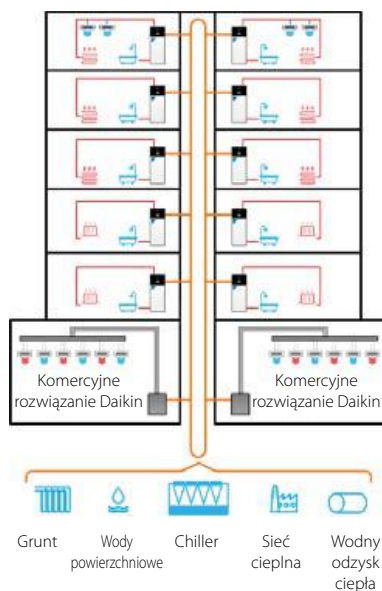 Komercyjne
rozwiązanie Daikin
Komercyjne
rozwiązanie Daikin
Grunt
Wody
powierzchniowe
Chiller
Sieć
cieplna
Wodny
odzysk
ciepła